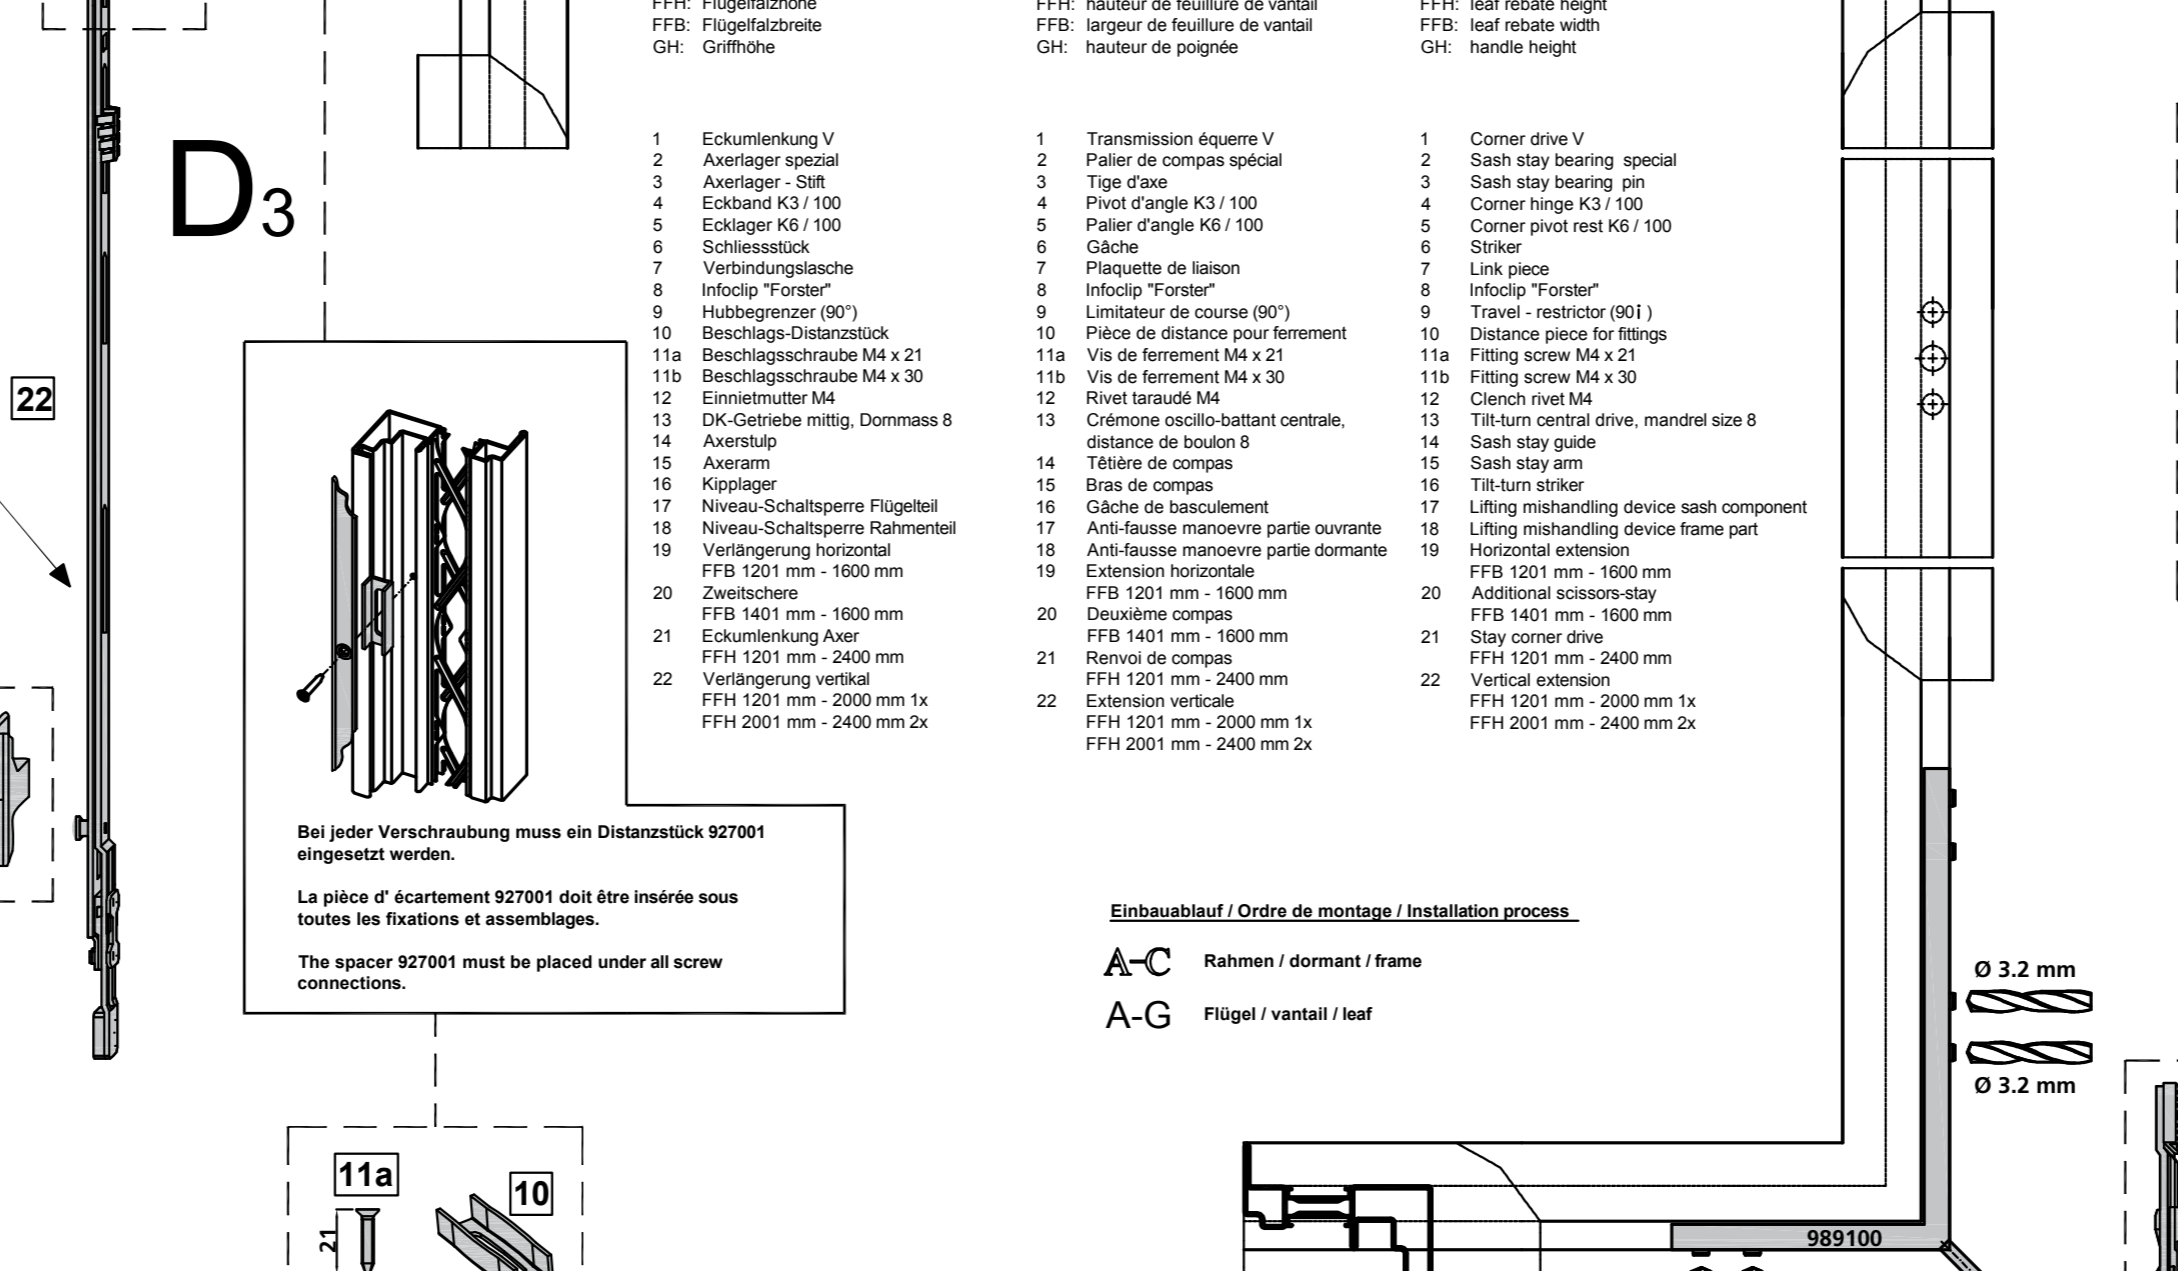 FFH: Flügelfalzhöhe
FFB: Flügelfalzbreite
GH: Griffhöhe
FFH: hauteur de feuillure de vantail
FFB: largeur de feuillure de vantail
GH: hauteur de poignée
FFH: leaf rebate height
FFB: leaf rebate width
GH: handle height
D3
22
1 Eckumlenkung V
2 Axerlager spezial
3 Axerlager - Stift
4 Eckband K3 / 100
5 Ecklager K6 / 100
6 Schliessstück
7 Verbindungslasche
8 Infoclip "Forster"
9 Hubbegrenzer (90°)
10 Beschlags-Distanzstück
11a Beschlagsschraube M4 x 21
11b Beschlagsschraube M4 x 30
12 Einnietmutter M4
13 DK-Getriebe mittig, Dornmass 8
14 Axerstulp
15 Axerarm
16 Kipplager
17 Niveau-Schaltsperre Flügelteil
18 Niveau-Schaltsperre Rahmenteil
19 Verlängerung horizontal
FFB 1201 mm - 1600 mm
20 Zweitschere
FFB 1401 mm - 1600 mm
21 Eckumlenkung Axer
FFH 1201 mm - 2400 mm
22 Verlängerung vertikal
FFH 1201 mm - 2000 mm 1x
FFH 2001 mm - 2400 mm 2x
1 Transmission équerre V
2 Palier de compas spécial
3 Tige d'axe
4 Pivot d'angle K3 / 100
5 Palier d'angle K6 / 100
6 Gâche
7 Plaquette de liaison
8 Infoclip "Forster"
9 Limitateur de course (90°)
10 Pièce de distance pour ferrement
11a Vis de ferrement M4 x 21
11b Vis de ferrement M4 x 30
12 Rivet taraudé M4
13 Crémone oscillo-battant centrale,
distance de boulon 8
14 Têtière de compas
15 Bras de compas
16 Gâche de basculement
17 Anti-fausse manoevre partie ouvrante
18 Anti-fausse manoevre partie dormante
19 Extension horizontale
FFB 1201 mm - 1600 mm
20 Deuxième compas
FFB 1401 mm - 1600 mm
21 Renvoi de compas
FFH 1201 mm - 2400 mm
22 Extension verticale
FFH 1201 mm - 2000 mm 1x
FFH 2001 mm - 2400 mm 2x
1 Corner drive V
2 Sash stay bearing special
3 Sash stay bearing pin
4 Corner hinge K3 / 100
5 Corner pivot rest K6 / 100
6 Striker
7 Link piece
8 Infoclip "Forster"
9 Travel - restrictor (90¡ )
10 Distance piece for fittings
11a Fitting screw M4 x 21
11b Fitting screw M4 x 30
12 Clench rivet M4
13 Tilt-turn central drive, mandrel size 8
14 Sash stay guide
15 Sash stay arm
16 Tilt-turn striker
17 Lifting mishandling device sash component
18 Lifting mishandling device frame part
19 Horizontal extension
FFB 1201 mm - 1600 mm
20 Additional scissors-stay
FFB 1401 mm - 1600 mm
21 Stay corner drive
FFH 1201 mm - 2400 mm
22 Vertical extension
FFH 1201 mm - 2000 mm 1x
FFH 2001 mm - 2400 mm 2x
Bei jeder Verschraubung muss ein Distanzstück 927001
eingesetzt werden.
La pièce d' écartement 927001 doit être insérée sous
toutes les fixations et assemblages.
The spacer 927001 must be placed under all screw
connections.
Einbauablauf / Ordre de montage / Installation process
A-C Rahmen / dormant / frame
A-G Flügel / vantail / leaf
Ø 3.2 mm
Ø 3.2 mm
11a
10
21
989100